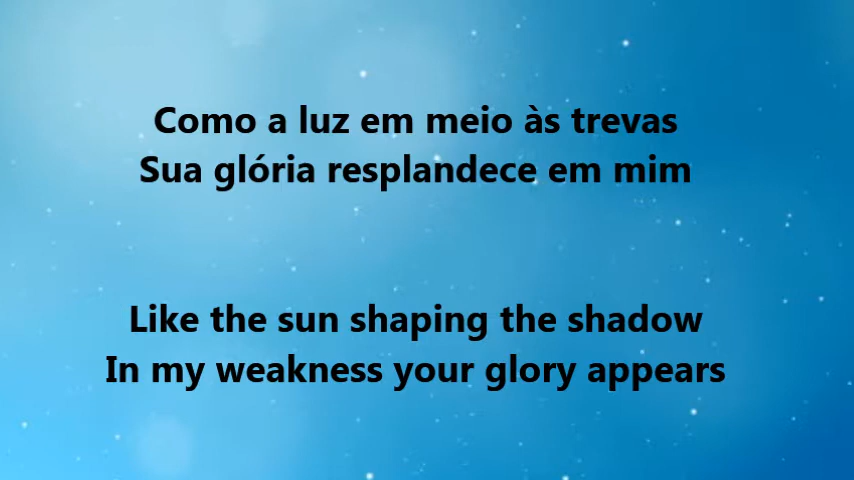 Como a luz em meio às trevas
Sua glória resplandece em mim
Like the sun shaping the shadow
In my weakness your glory appears